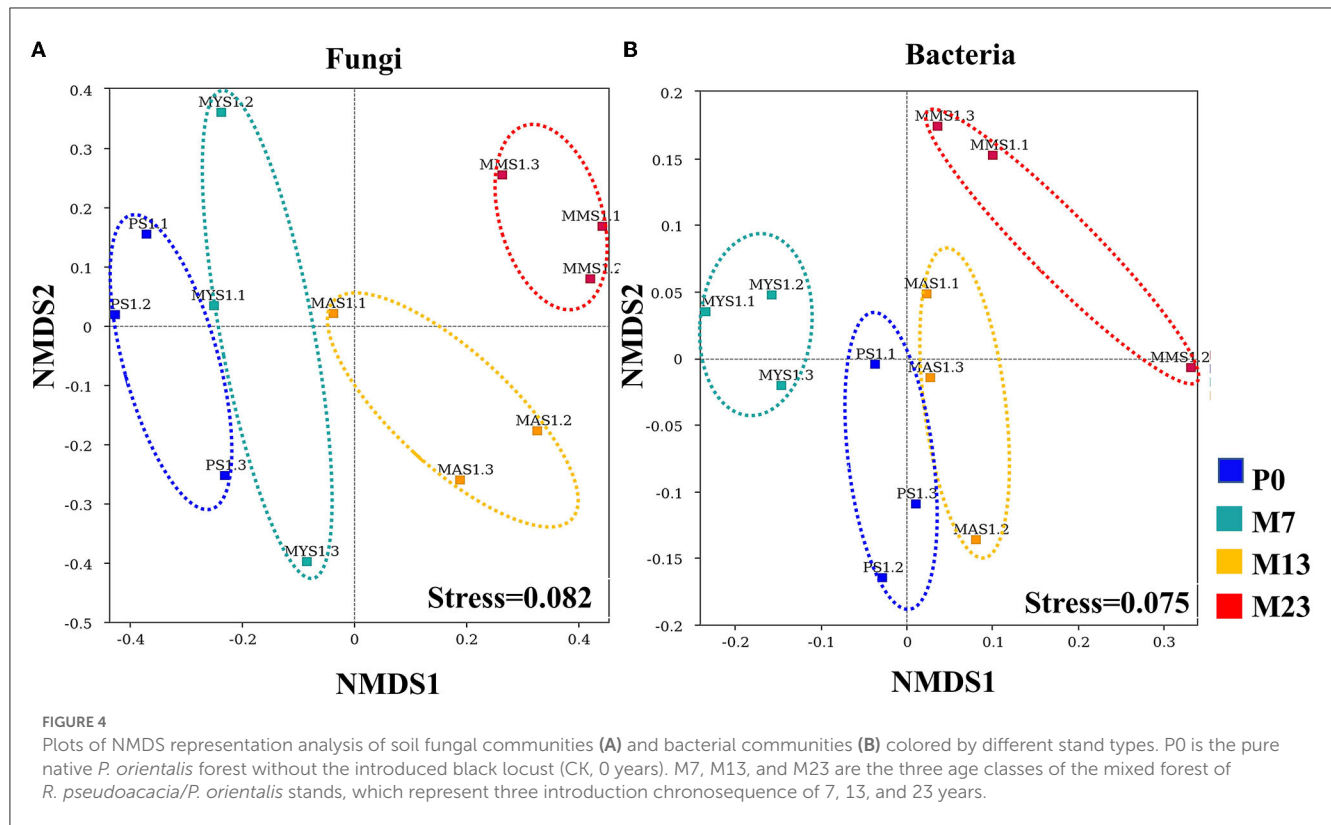 A
Fungi
0.4
0.3
0.2
0.1
0
-0.1
-0.2
-0.3
-0.4
-0.5
NMDS2
MYS1.2
MMS1.3
PS1.1
MMS1.1
MMS1.2
PS1.2
MYS1.1
MAS1.1
MAS1.2
PS1.3
MAS1.3
MYS1.3
Stress=0.082
-0.4
-0.2
0
0.2
0.4
NMDS1
B
Bacteria
0.2
0.15
0.1
0.05
0
-0.05
-0.1
-0.15
-0.2
NMDS2
MMS1.3
MMS1.1
MYS1.2
MYS1.1
MAS1.1
PS1.1
MAS1.3
MMS1.2
MYS1.3
PS1.3
MAS1.2
PS1.2
Stress=0.075
-0.2
-0.1
0
0.1
0.2
0.3
NMDS1
P0
M7
M13
M23
FIGURE 4
Plots of NMDS representation analysis of soil fungal communities (A) and bacterial communities (B) colored by different stand types. P0 is the pure
native P. orientalis forest without the introduced black locust (CK, 0 years). M7, M13, and M23 are the three age classes of the mixed forest of
R. pseudoacacia/P. orientalis stands, which represent three introduction chronosequence of 7, 13, and 23 years.